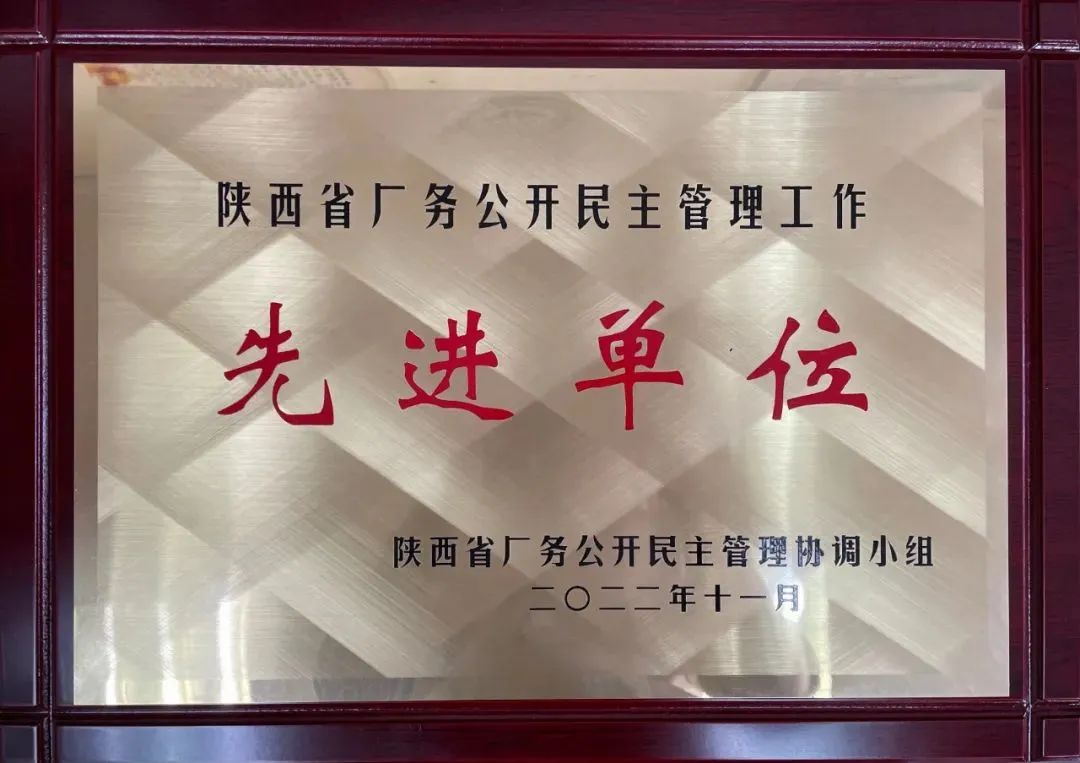 陕西省厂务公开民主管理工作
先进单位
陕西省厂务公开民主管理协调小组
二〇二二年十一月